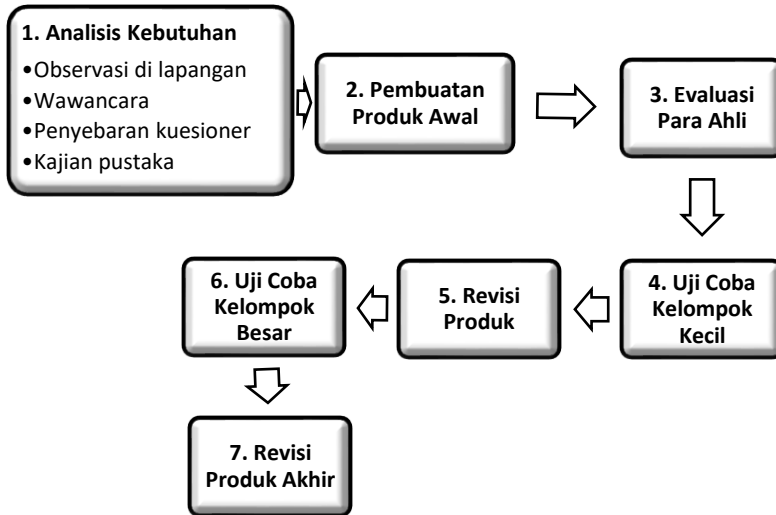 1. Analisis Kebutuhan
•Observasi di lapangan
•Wawancara
•Penyebaran kuesioner
•Kajian pustaka
2. Pembuatan
Produk Awal
3. Evaluasi
Para Ahli
4. Uji Coba
Kelompok
Kecil
5. Revisi
Produk
6. Uji Coba
Kelompok
Besar
7. Revisi
Produk Akhir